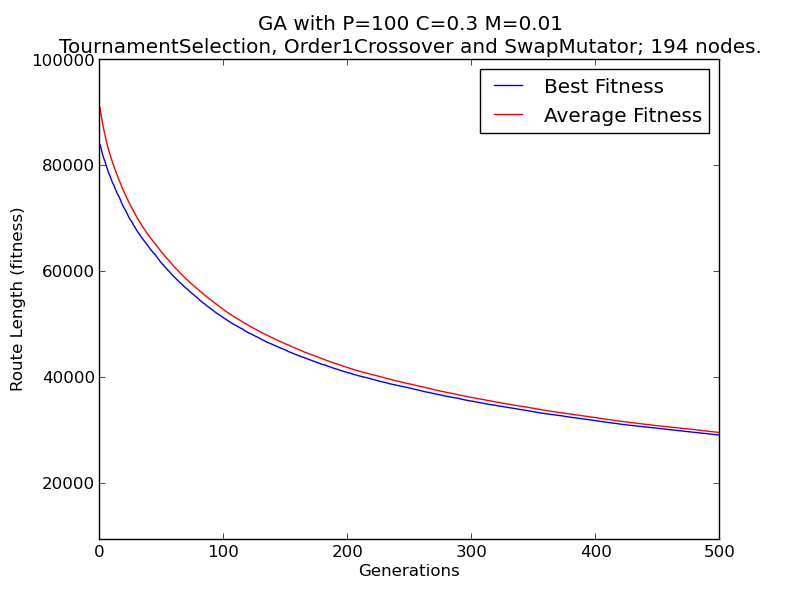 GA with P=100 C=0.3 M=0.01
TournamentSelection, Order1Crossover and SwapMutator; 194 nodes.
100000
80000
60000
40000
20000
Route Length (fitness)
Best Fitness
Average Fitness
0 100 200 300 400 500
Generations